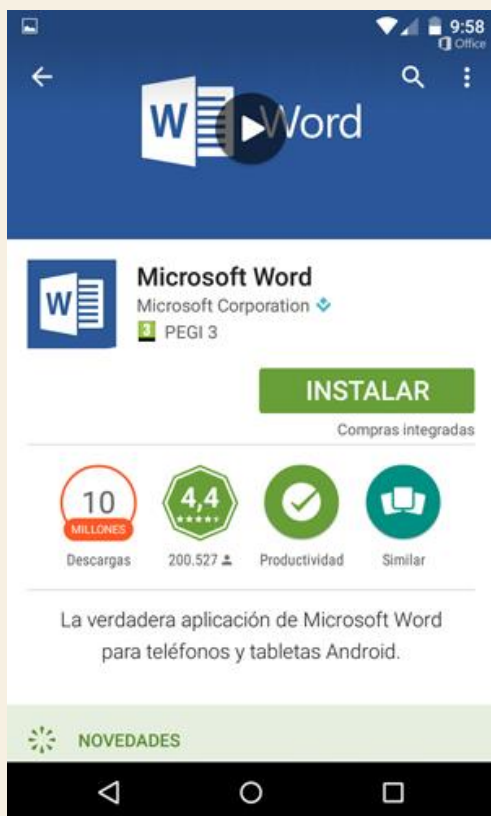 9:58
Office
W Word
Microsoft Word
W
Microsoft Corporation
3 PEGI 3
INSTALAR
Compras integradas
10
MILLONES
4,4
Descargas
200.527
Productividad
Similar
La verdadera aplicación de Microsoft Word
para teléfonos y tabletas Android.
NOVEDADES